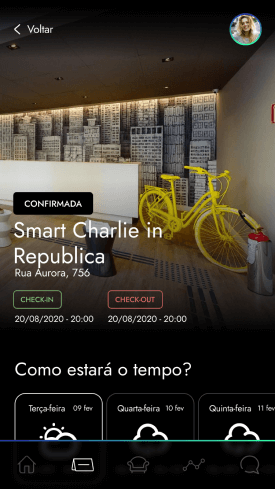 Voltar
CONFIRMADA
Smart Charlie in
Republica
Rua Aurora, 756
CHECK-IN CHECK-OUT
20/08/2020 - 20:00 20/08/2020 - 20:00
Como estará o tempo?
Terça-feira 09 fev Quarta-feira 10 fev Quinta-feira 11 fev